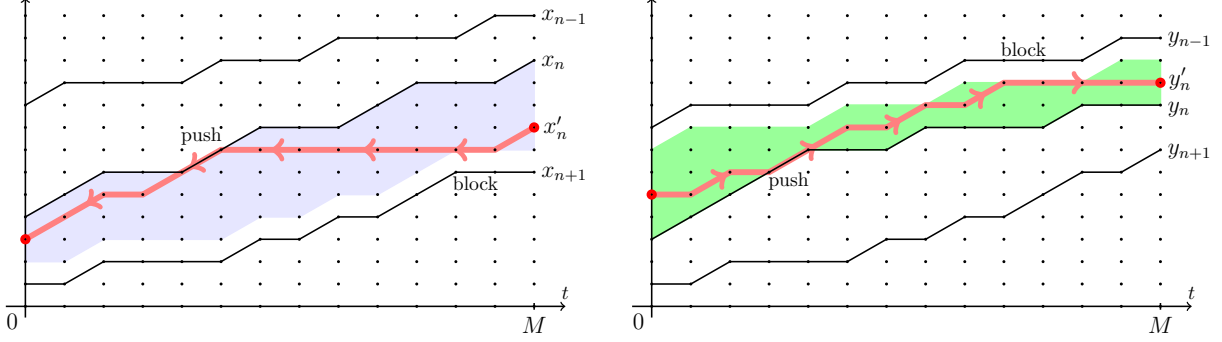 x_{n-1}
x_n
push
x'_n
x_{n+1}
block
t
0
M
y_{n-1}
block
y'_n
y_n
y_{n+1}
push
t
0
M